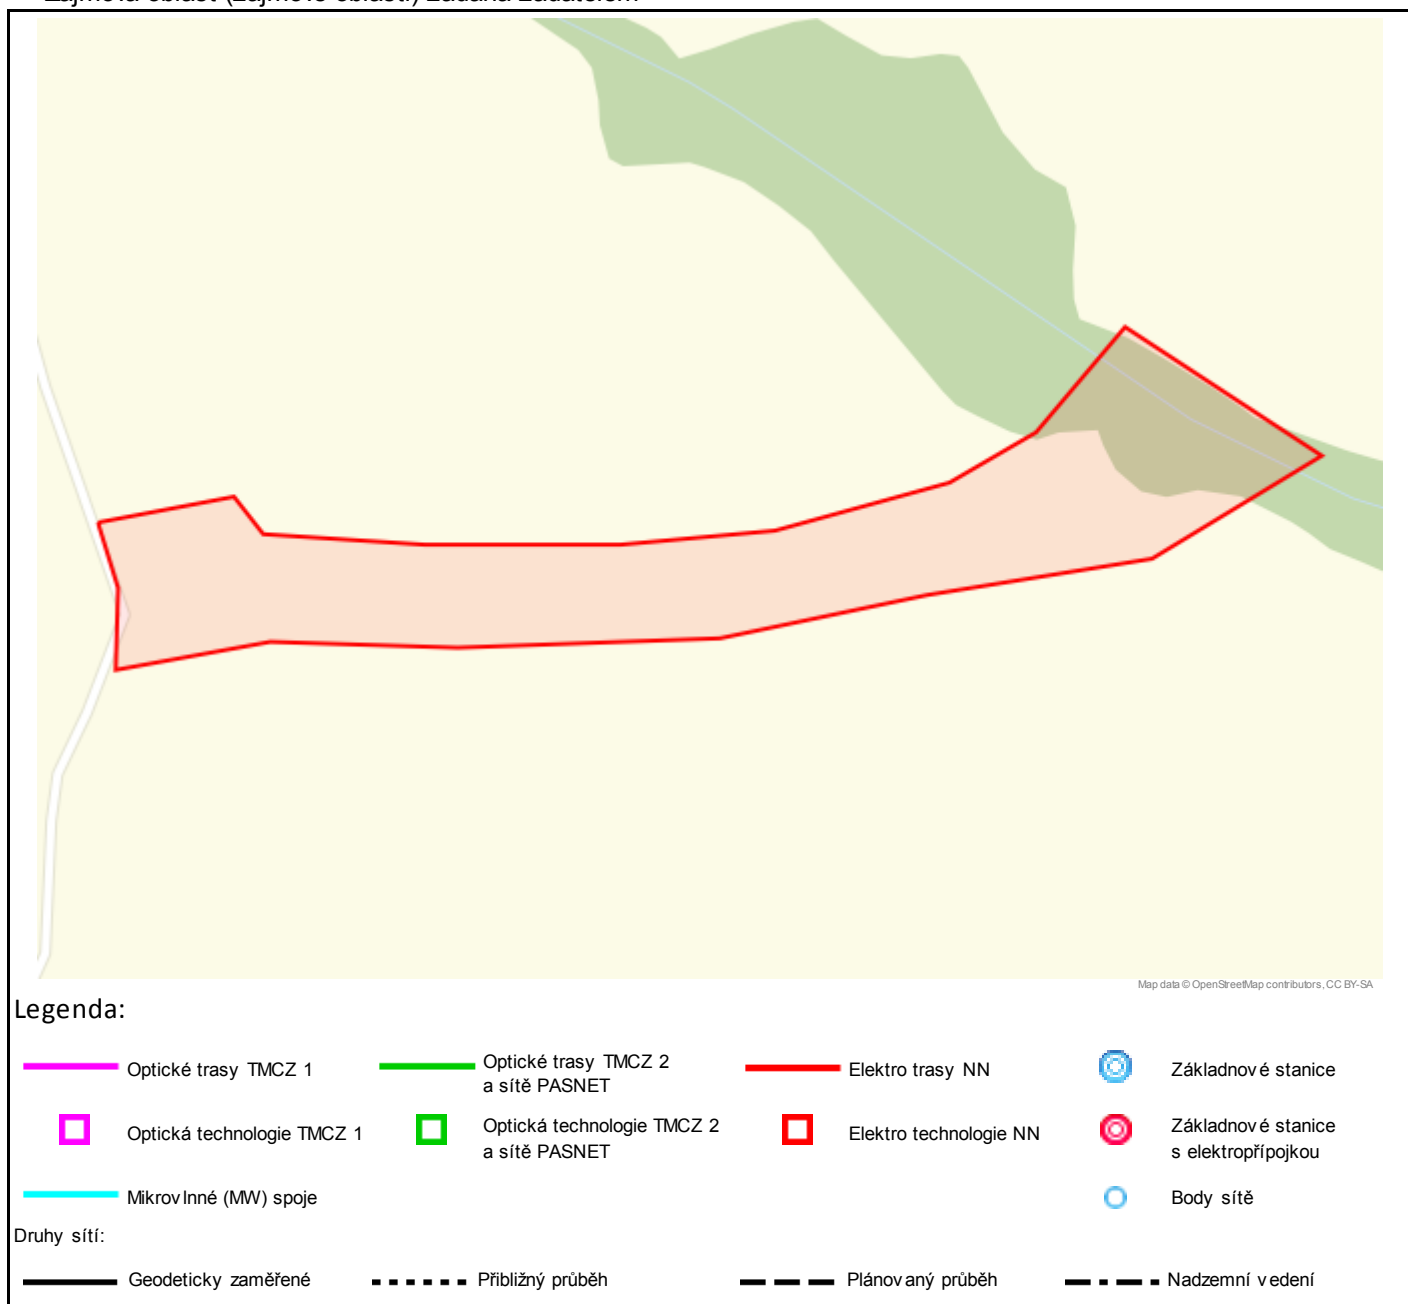 Map data © OpenStreetMap contributors, CC BY-SA
Legenda:
Optické trasy TMCZ 1
Optické trasy TMCZ 2
a sítě PASNET
Elektro trasy NN
Základnové stanice
Optická technologie TMCZ 1
Optická technologie TMCZ 2
a sítě PASNET
Elektro technologie NN
Základnové stanice
s elektropřípojkou
Mikrovlnné (MW) spoje
Body sítě
Druhy sítí:
Geodeticky zaměřené
Přibližný průběh
Plánovaný průběh
Nadzemní vedení